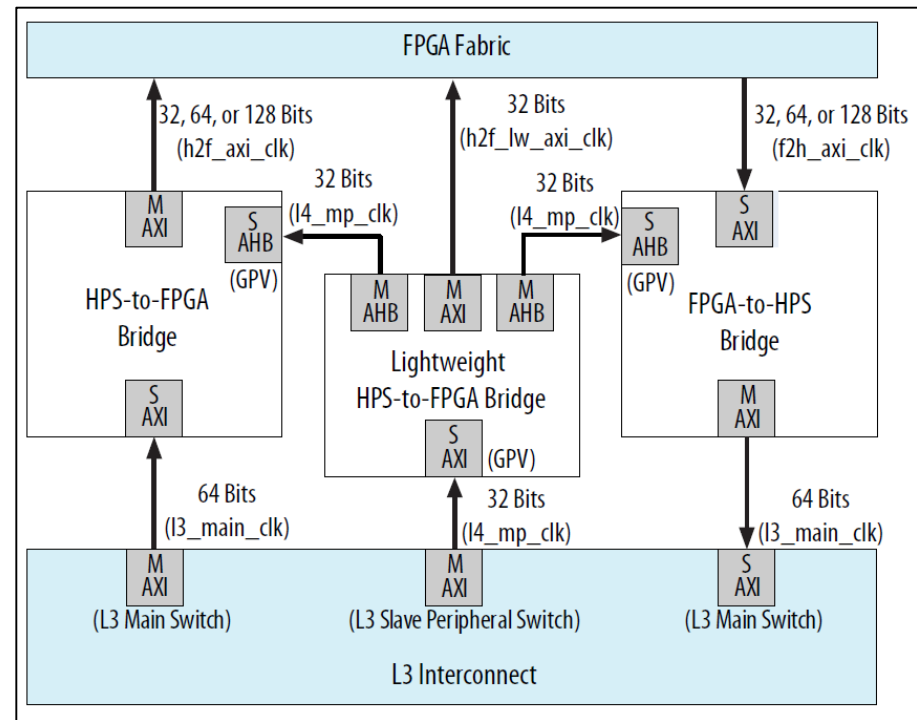 FPGA Fabric
32, 64, or 128 Bits
(h2f_axi_clk)
32 Bits
(h2f_lw_axi_clk)
32, 64, or 128 Bits
(f2h_axi_clk)
32 Bits
(l4_mp_clk)
32 Bits
(l4_mp_clk)
M
AXI
S
AHB
(GPV)
HPS-to-FPGA
Bridge
S
AXI
M
AHB
M
AXI
M
AHB
Lightweight
HPS-to-FPGA Bridge
S
AXI
(GPV)
S
AHB
(GPV)
S
AXI
FPGA-to-HPS
Bridge
M
AXI
64 Bits
(l3_main_clk)
32 Bits
(l4_mp_clk)
64 Bits
(l3_main_clk)
M
AXI
(L3 Main Switch)
M
AXI
(L3 Slave Peripheral Switch)
S
AXI
(L3 Main Switch)
L3 Interconnect